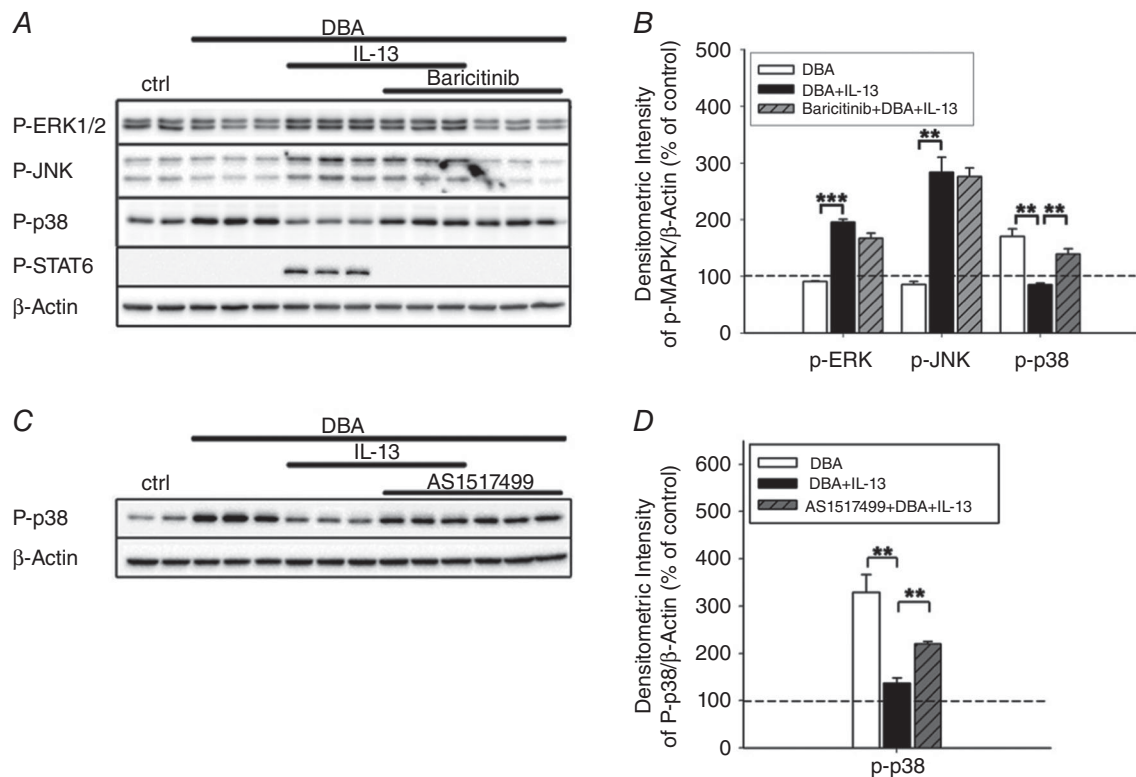 A
DBA
IL-13
ctrl
Baricitinib
P-ERK1/2
P-JNK
P-p38
P-STAT6
β-Actin
B
Densitometric Intensity
of p-MAPK/β-Actin (% of control)
500
400
300
200
100
0
DBA
DBA+IL-13
Baricitinib+DBA+IL-13
***
**
** **
p-ERK p-JNK p-p38
C
DBA
IL-13
ctrl
AS1517499
P-p38
β-Actin
D
Densitometric Intensity
of P-p38/β-Actin (% of control)
600
500
400
300
200
100
0
DBA
DBA+IL-13
AS1517499+DBA+IL-13
**
**
p-p38